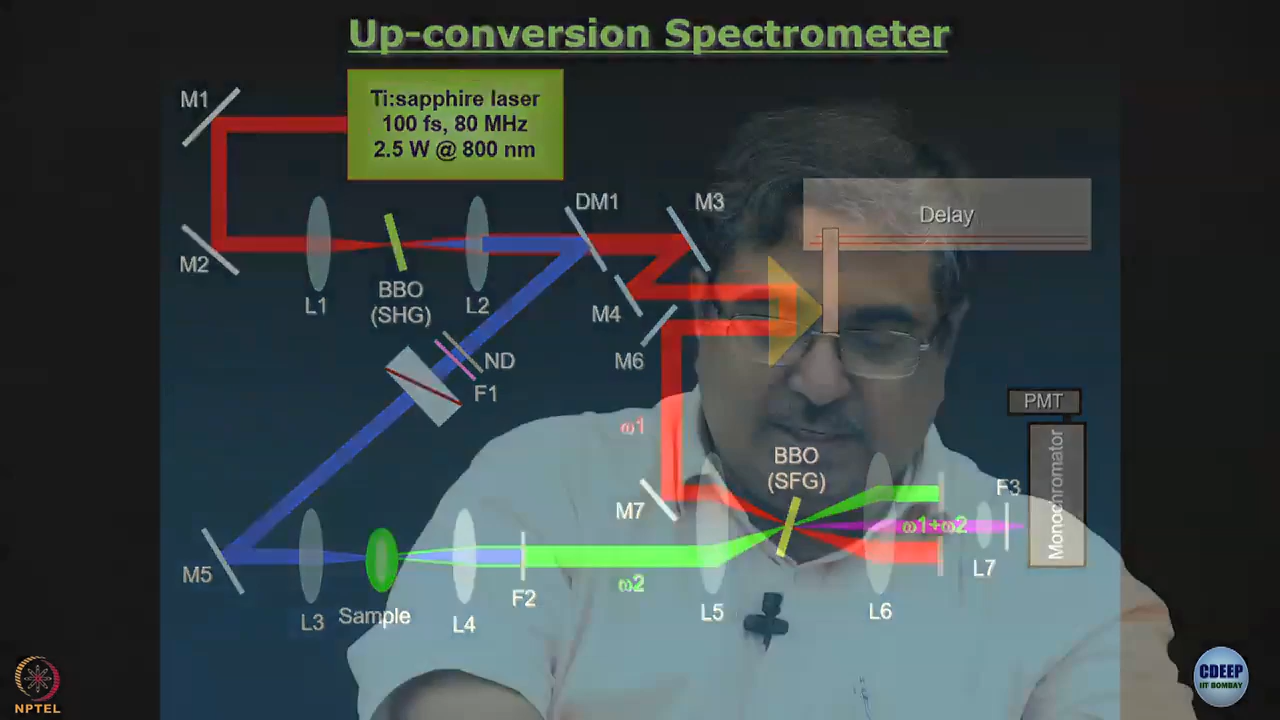 Up-conversion Spectrometer
Ti:sapphire laser
100 fs, 80 MHz
2.5 W @ 800 nm
M1
M2
L1
BBO
(SHG)
L2
DM1
M3
Delay
M4
M6
ND
F1
ω1
PMT
Monochromator
BBO
(SFG)
M7
F3
ω1+ω2
L7
M5
L3
Sample
L4
F2
ω2
L5
L6
NPTEL
CDEEP
IIT BOMBAY